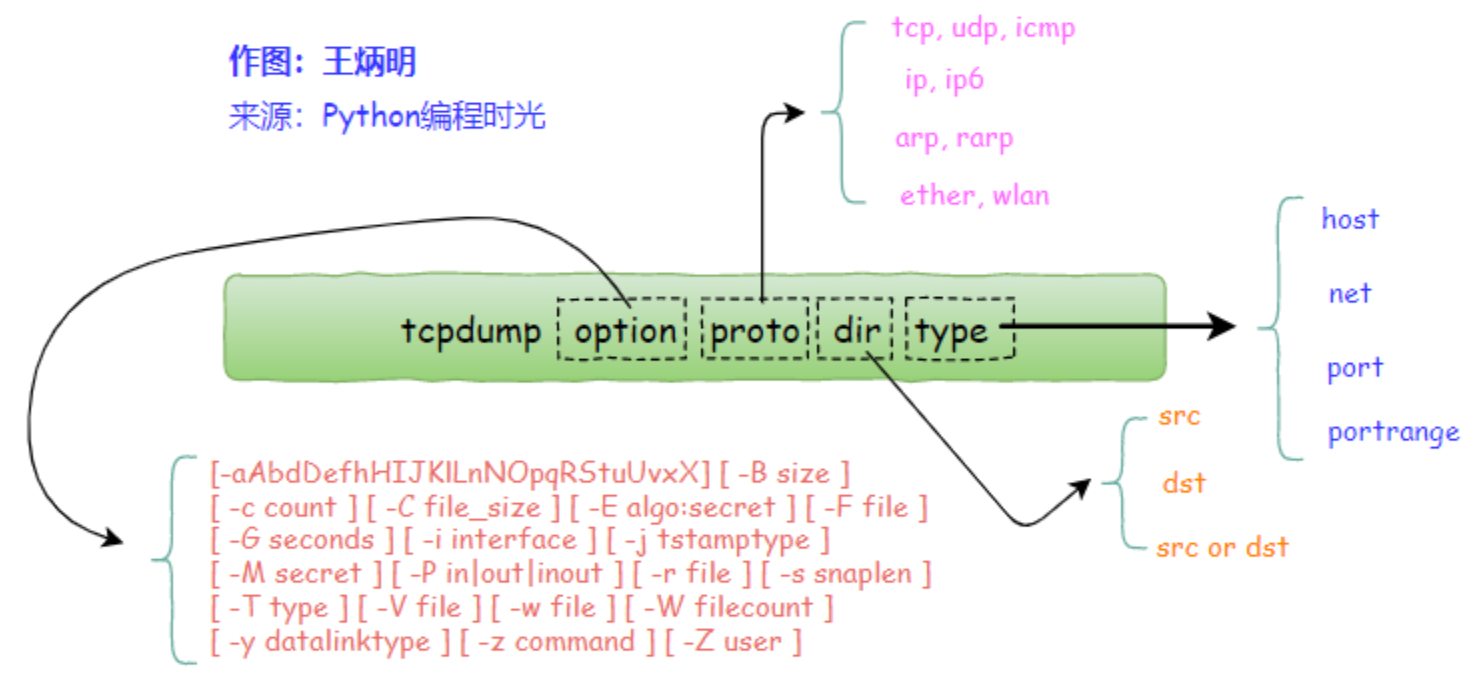 作图：王炳明
来源：Python编程时光
tcp, udp, icmp
ip, ip6
arp, rarp
ether, wlan
tcpdump option proto dir type
host
net
port
portrange
src
dst
src or dst
[-aAbdDefhHIJKlLnNOpqRStuUvxX] [ -B size ]
[ -c count ] [ -C file_size ] [ -E algo:secret ] [ -F file ]
[ -G seconds ] [ -i interface ] [ -j tstamptype ]
[ -M secret ] [ -P in|out|inout ] [ -r file ] [ -s snaplen ]
[ -T type ] [ -V file ] [ -w file ] [ -W filecount ]
[ -y datalinktype ] [ -z command ] [ -Z user ]